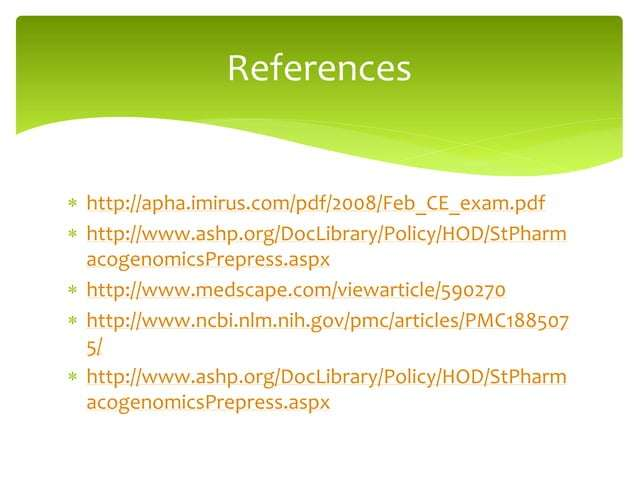 References
* http://apha.imirus.com/pdf/2008/Feb_CE_exam.pdf
* http://www.ashp.org/DocLibrary/Policy/HOD/StPharm
acogenomicsPrepress.aspx
* http://www.medscape.com/viewarticle/590270
* http://www.ncbi.nlm.nih.gov/pmc/articles/PMC188507
5/
* http://www.ashp.org/DocLibrary/Policy/HOD/StPharm
acogenomicsPrepress.aspx